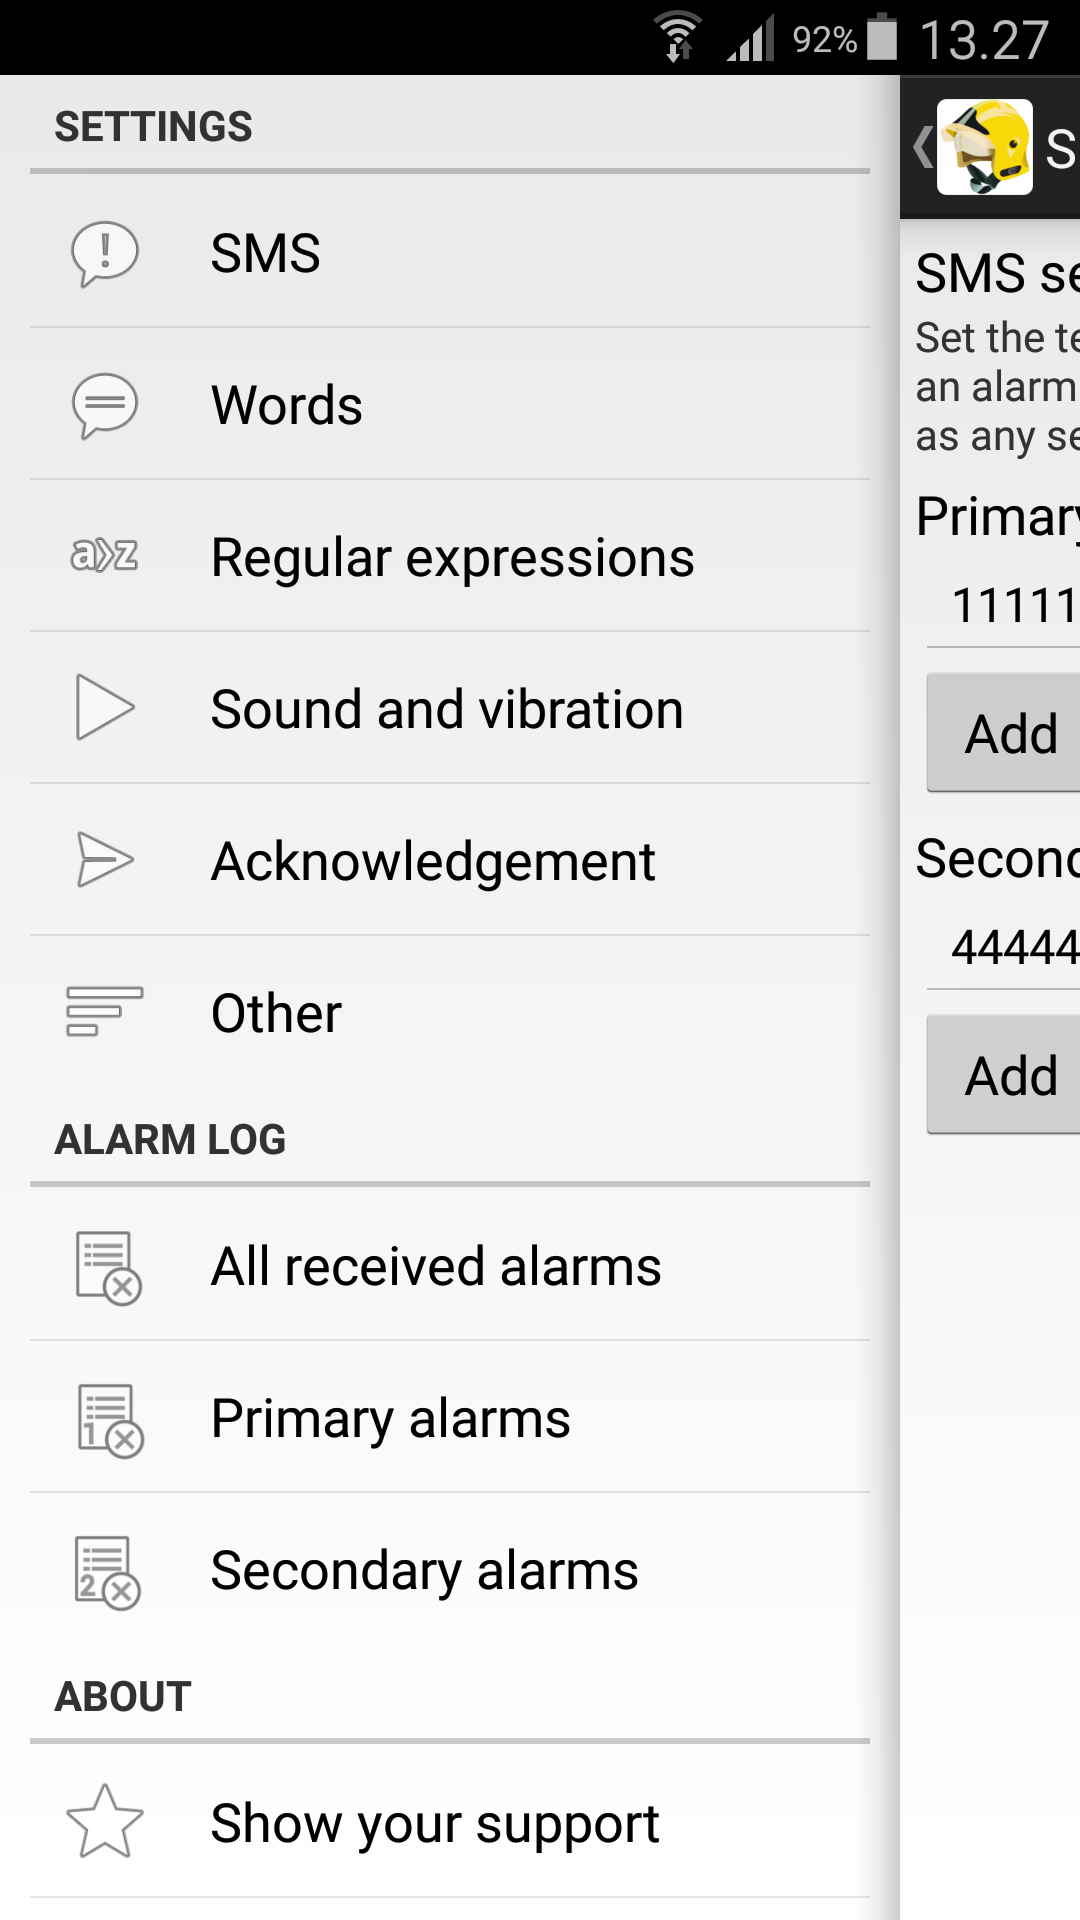 92% 13.27
SETTINGS
SMS
Words
a>z
Regular expressions
Sound and vibration
Acknowledgement
Other
ALARM LOG
All received alarms
1
Primary alarms
2
Secondary alarms
ABOUT
Show your support
S
SMS se
Set the te
an alarm
as any se
Primary
11111
Add
Second
44444
Add